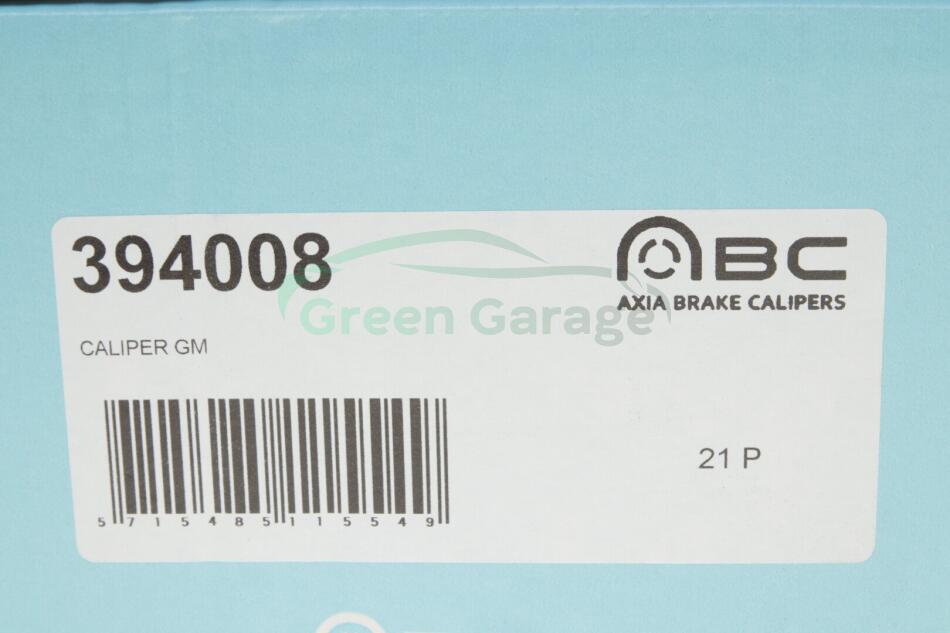 394008
ABC
AXIA BRAKE CALIPERS
Green Garage
CALIPER GM
21 P
5 715485 115549